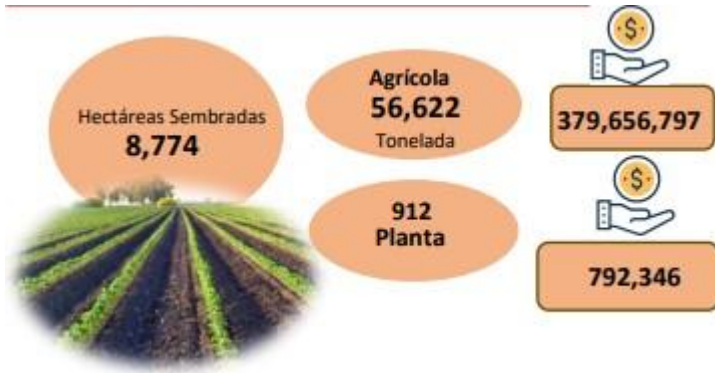 Hectáreas Sembradas
8,774
Agrícola
56,622
Tonelada
$
379,656,797
912
Planta
$
792,346